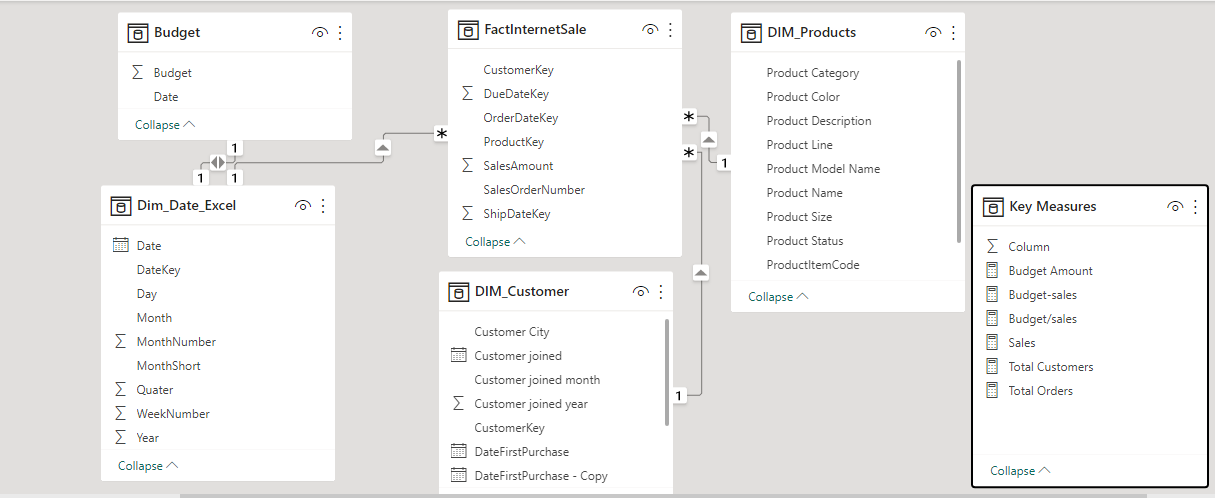 Budget
Budget
Date
Collapse
FactInternetSale
CustomerKey
DueDateKey
OrderDateKey
ProductKey
SalesAmount
SalesOrderNumber
ShipDateKey
Collapse
DIM_Products
Product Category
Product Color
Product Description
Product Line
Product Model Name
Product Name
Product Size
Product Status
ProductItemCode
Collapse
1
1
1
*
*
*
1
1
Dim_Date_Excel
Date
DateKey
Day
Month
MonthNumber
MonthShort
Quater
WeekNumber
Year
Collapse
DIM_Customer
Customer City
Customer joined
Customer joined month
Customer joined year
CustomerKey
DateFirstPurchase
DateFirstPurchase - Copy
Key Measures
Column
Budget Amount
Budget-sales
Budget/sales
Sales
Total Customers
Total Orders
Collapse